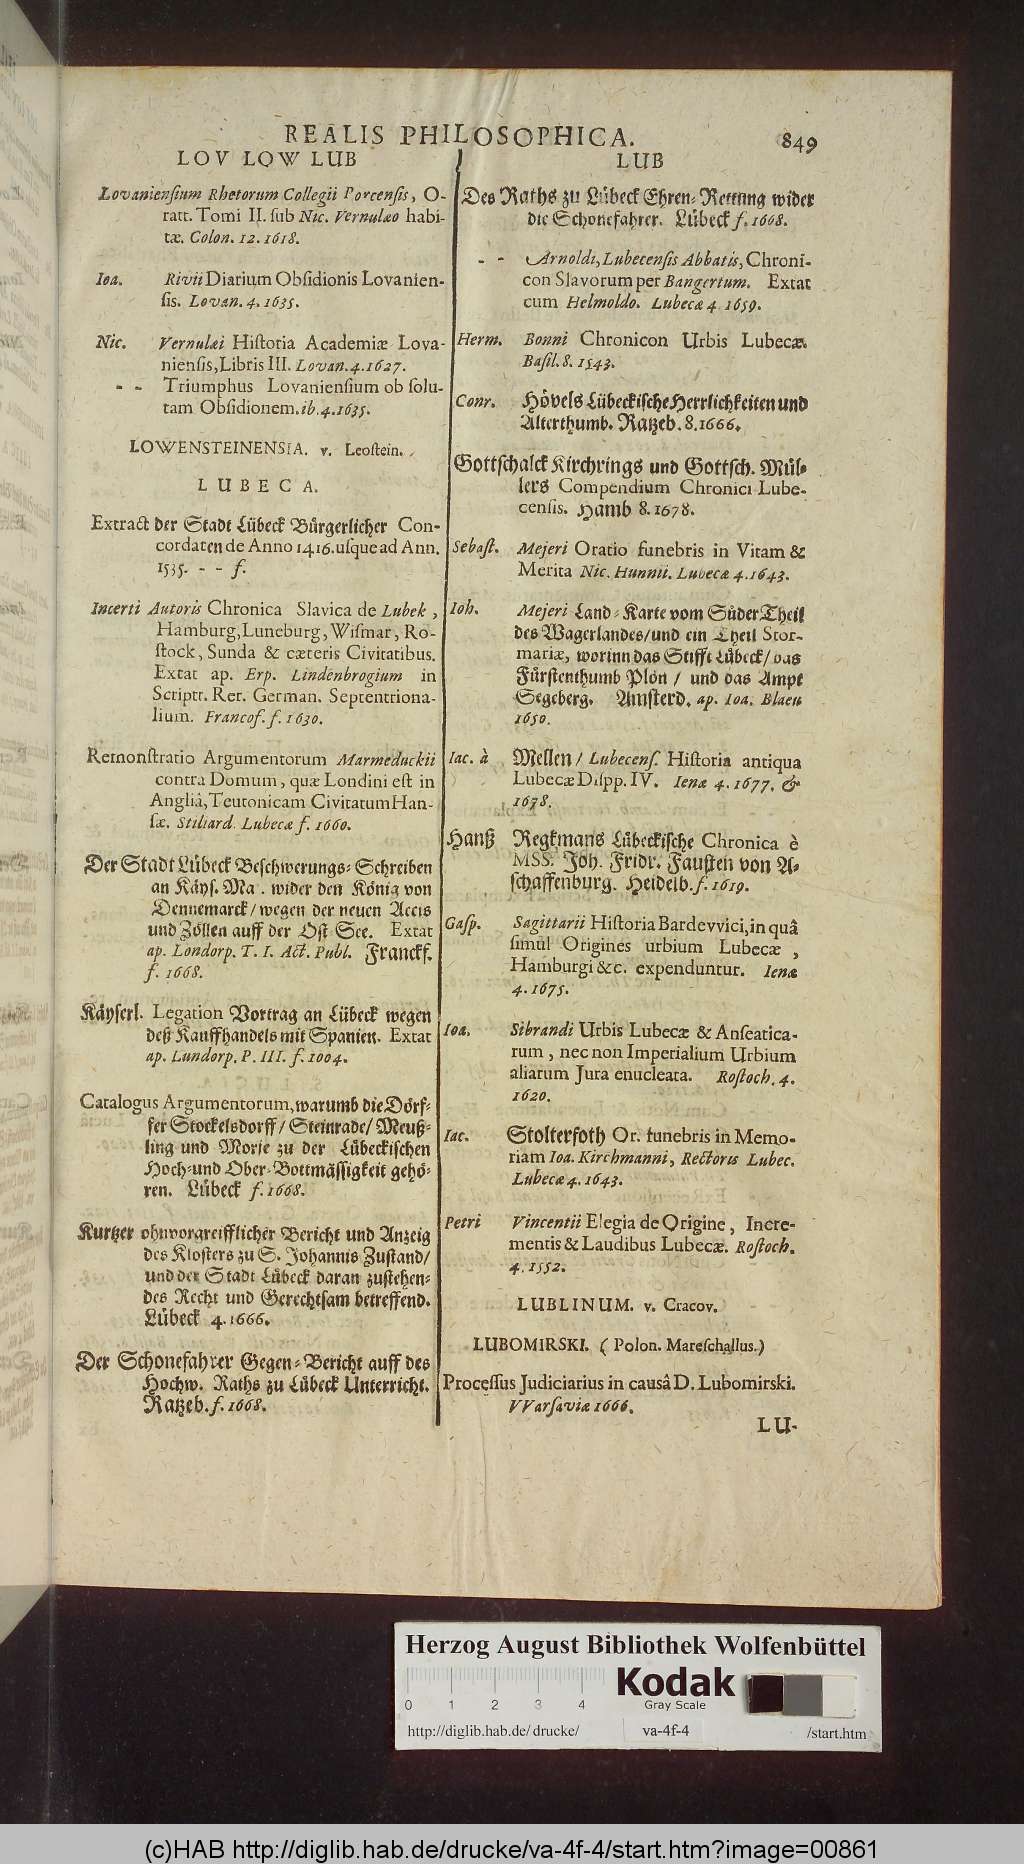 REALIS PHILOSOPHICA. 849
LOV LOW LUB
Lovaniensium Rhetorum Collegii Porcensis, O-
ratt. Tomi II. sub Nic. Vernulæo habi-
tæ. Colon. 12. 1618.
Ioa. Rivii Diarium Obsidionis Lovanien-
sis. Lovan. 4. 1635.
Nic. Vernulæi Historia Academiæ Lova-
niensis, Libris III. Lovan. 4. 1627.
- - Triumphus Lovaniensium ob solu-
tam Obsidionem. ib. 4. 1635.
LOWENSTEINENSIA. v. Leostein.
LUBECA.
Extract der Stadt Lübeck Bürgerlicher Con-
cordaten de Anno 1416. usque ad Ann.
1535. - - f.
Incerti Autoris Chronica Slavica de Lubek,
Hamburg, Luneburg, Wismar, Ro-
stock, Sunda & cæteris Civitatibus.
Extat ap. Erp. Lindenbrogium in
Scriptt. Rer. German. Septentriona-
lium. Francof. f. 1630.
Remonstratio Argumentorum Marmeduckii
contra Domum, quæ Londini est in
Angliâ, Teutonicam Civitatum Han-
sæ. Stiliard. Lubecæ f. 1660.
Der Stadt Lübeck Beschwerungs-Schreiben
an Käys. Ma. wider den König von
Dennemarck/ wegen der neuen Accis
und Zöllen auff der Ost-See. Extat
ap. Londorp. T. I. Act. Publ. Franckf.
f. 1668.
Käyserl. Legation Vortrag an Lübeck wegen
deß Kauffhandels mit Spanien. Extat
ap. Lundorp. P. III. f. 1004.
Catalogus Argumentorum, warumb die Dörf-
fer Stockelsdorff/ Steinrade/ Meuß-
ling und Morje zu der Lübeckischen
Hoch- und Ober-Bottmässigkeit gehö-
ren. Lübeck f. 1668.
Kurtzer ohnvorgreifflicher Bericht und Anzeig
des Klosters zu S. Johannis Zustand/
und der Stadt Lübeck daran zustehen-
des Recht und Gerechtsam betreffend.
Lübeck 4. 1666.
Der Schonefahrer Gegen-Bericht auff des
Hochw. Raths zu Lübeck Unterricht.
Ratzeb. f. 1668.
LUB
Des Raths zu Lübeck Ehren-Rettung wider
die Schonefahrer. Lübeck f. 1668.
- - Arnoldi, Lubecensis Abbatis, Chroni-
con Slavorum per Bangertum. Extat
cum Helmoldo. Lubecæ 4. 1659.
Herm. Bonni Chronicon Urbis Lubecæ.
Basil. 8. 1543.
Conr. Hövels Lübeckische Herrlichkeiten und
Alterthumb. Ratzeb. 8. 1666.
Gottschalck Kirchrings und Gottsch. Mül-
lers Compendium Chronici Lube-
censis. Hamb 8. 1678.
Sebast. Mejeri Oratio funebris in Vitam &
Merita Nic. Hunnii. Lubecæ 4. 1643.
Ioh. Mejeri Land-Karte vom Süder Theil
des Wagerlandes/ und ein Theil Stor-
mariæ, worinn das Stifft Lübeck/ das
Fürstenthumb Plön/ und das Ampt
Segeberg. Amsterd. ap. Ioa. Blaeu
1650.
Iac. à Mellen/ Lubecens. Historia antiqua
Lubecæ Dispp. IV. Ienæ 4. 1677. &
1678.
Hanß Regkmans Lübeckische Chronica è
MSS. Joh. Fridr. Fausten von A-
schaffenburg. Heidelb. f. 1619.
Gasp. Sagittarii Historia Bardevvici, in quâ
simul Origines urbium Lubecæ,
Hamburgi &c. expenduntur. Ienæ
4. 1675.
Ioa. Sibrandi Urbis Lubecæ & Anseatica-
rum, nec non Imperialium Urbium
aliarum Jura enucleata. Rostoch. 4.
1620.
Iac. Stolterfoth Or. funebris in Memo-
riam Ioa. Kirchmanni, Rectoris Lubec.
Lubecæ 4. 1643.
Petri Vincentii Elegia de Origine, Incre-
mentis & Laudibus Lubecæ. Rostoch.
4. 1552.
LUBLINUM. v. Cracov.
LUBOMIRSKI. (Polon. Mareschallus.)
Processus Judiciarius in causâ D. Lubomirski.
VVarsaviæ 1666.
LU-
Herzog August Bibliothek Wolfenbüttel
Kodak
Gray Scale
0 1 2 3 4
http://diglib.hab.de/drucke/ va-4f-4 /start.htm
(c)HAB http://diglib.hab.de/drucke/va-4f-4/start.htm?image=00861